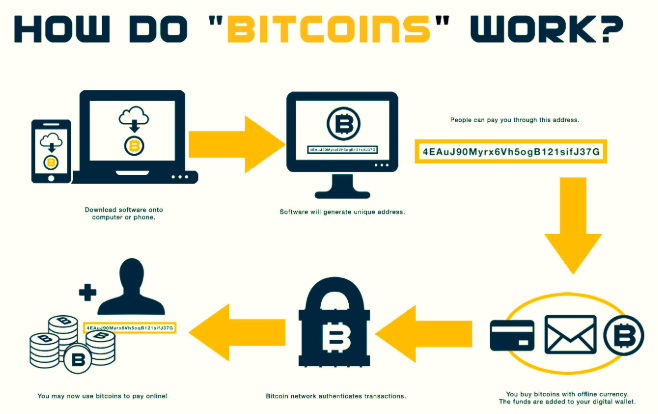 HOW DO "BITCOINS" WORK?
People can pay you through this address.
4EAuJ90Myrx6Vh5ogB121sifJ37G
4EAuJ90Myrx6Vh5ogB121sifJ37G
Download software onto
computer or phone.
Software will generate unique address.
4EAuJ90Myrx6Vh5ogB121sifJ37G
You may now use bitcoins to pay online!
Bitcoin network authenticates transactions.
You buy bitcoins with offline currency.
The funds are added to your digital wallet.